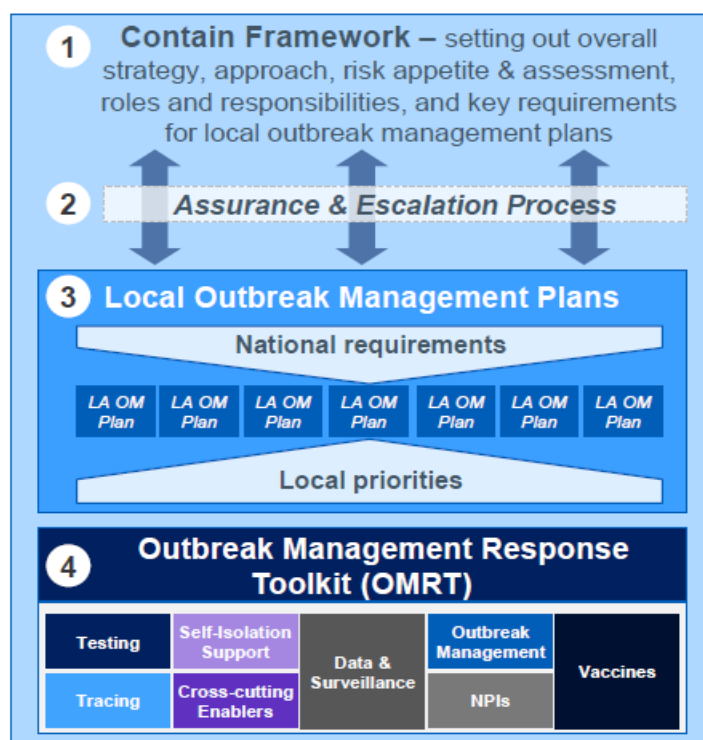 1
Contain Framework – setting out overall
strategy, approach, risk appetite & assessment,
roles and responsibilities, and key requirements
for local outbreak management plans
2
Assurance & Escalation Process
3
Local Outbreak Management Plans
National requirements
LA OM
Plan
LA OM
Plan
LA OM
Plan
LA OM
Plan
LA OM
Plan
LA OM
Plan
LA OM
Plan
Local priorities
4
Outbreak Management Response
Toolkit (OMRT)
Testing
Self-Isolation
Support
Data &
Surveillance
Outbreak
Management
Vaccines
Tracing
Cross-cutting
Enablers
NPIs